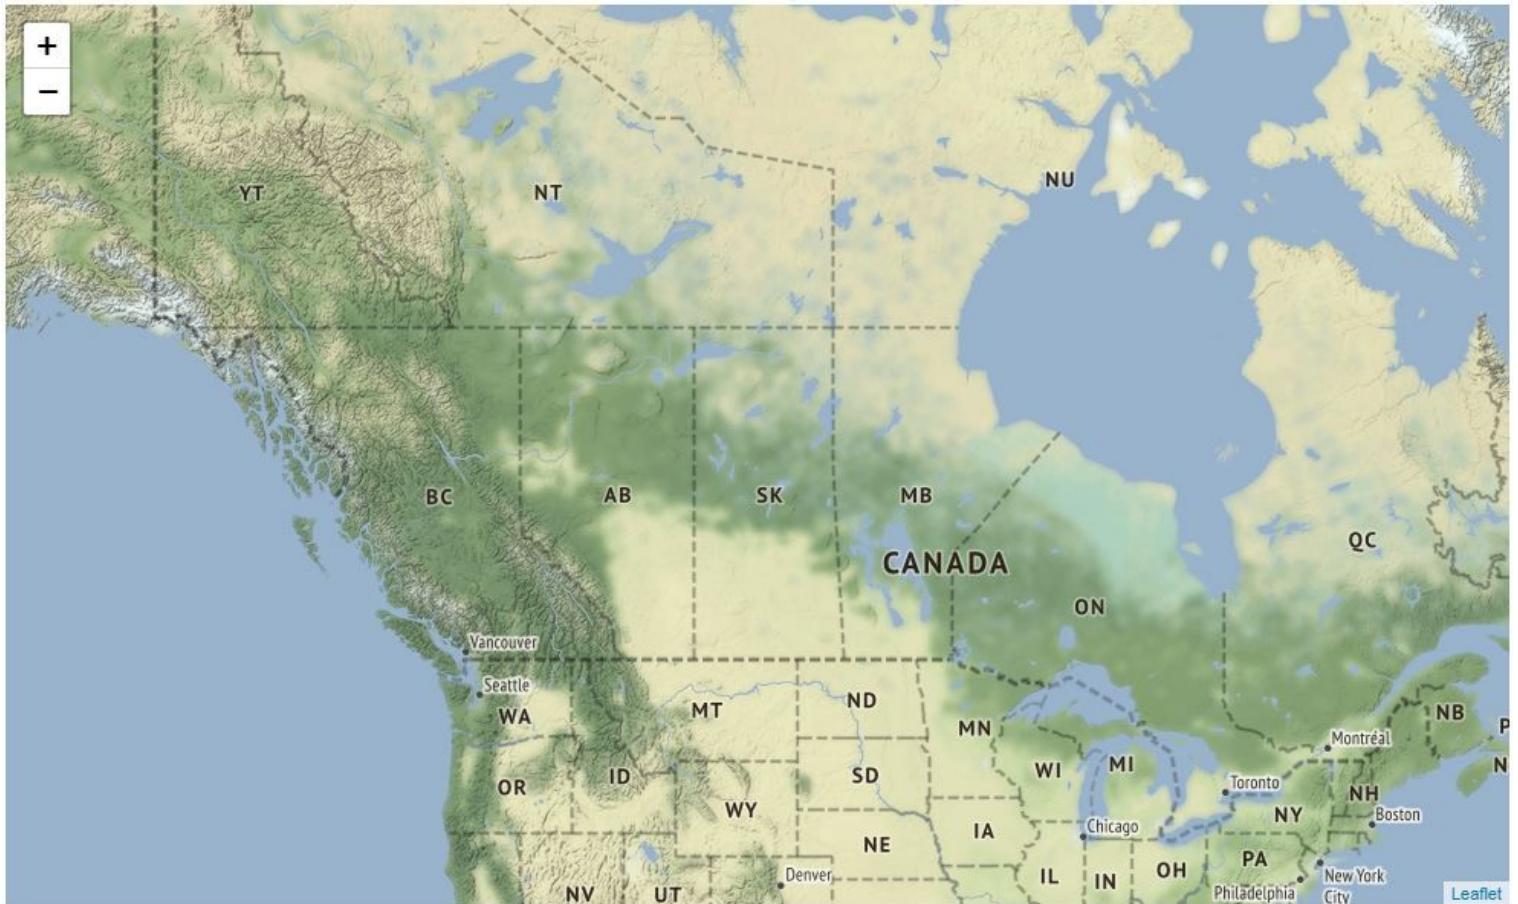 +
−
YT
NT
NU
BC
AB
SK
MB
CANADA
ON
QC
Vancouver
Seattle
WA
MT
ND
MN
NB
P
Montréal
N
OR
ID
SD
WI
MI
Toronto
NH
WY
NY
Boston
NE
IA
Chicago
PA
Denver
IL
IN
OH
NV
UT
Philadelphia
New York
City
Leaflet